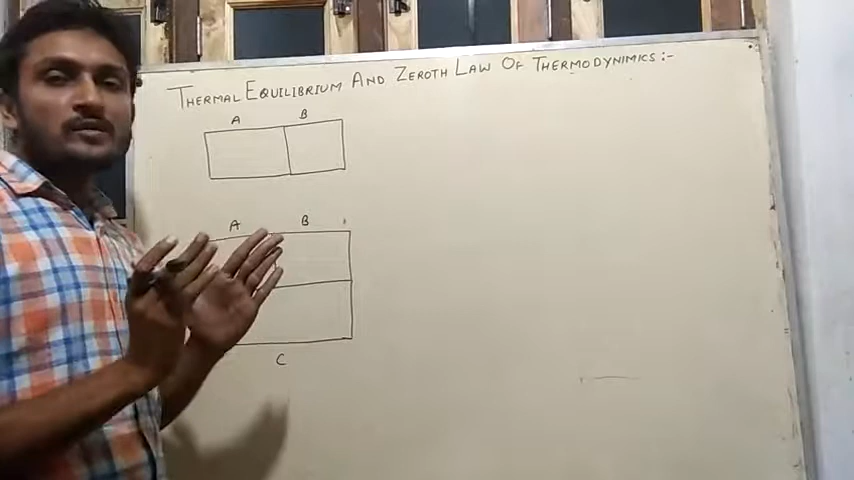 THERMAL EQUILIBRIUM AND ZEROTH LAW OF THERMODYNIMICS :-
A B
A B
C